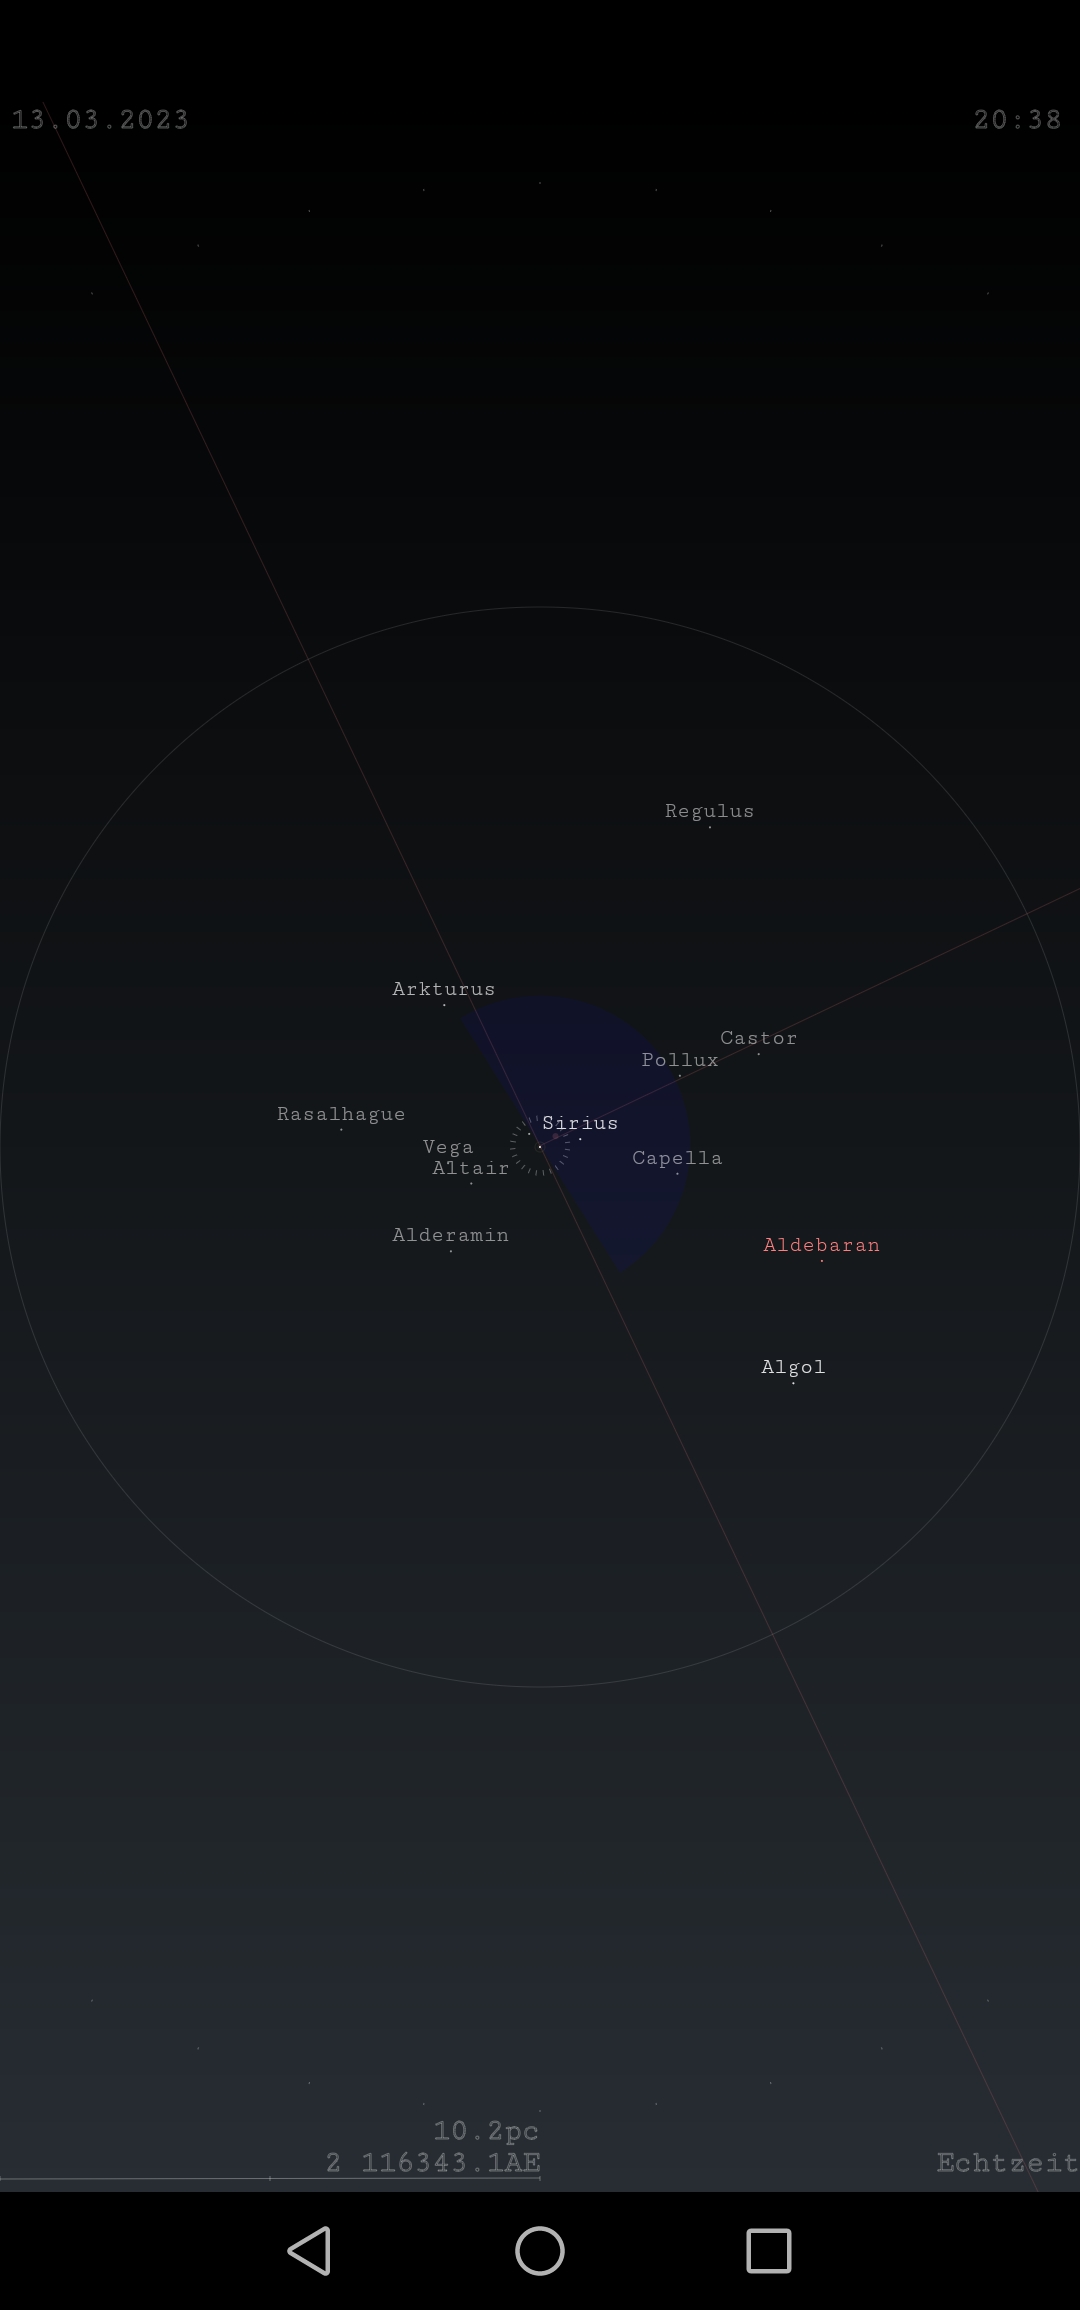 13.03.2023 20:38
Regulus
Arkturus
Castor
Pollux
Rasalhague
Sirius
Vega
Capella
Altair
Alderamin
Aldebaran
Algol
10.2pc
2 116343.1AE Echtzeit